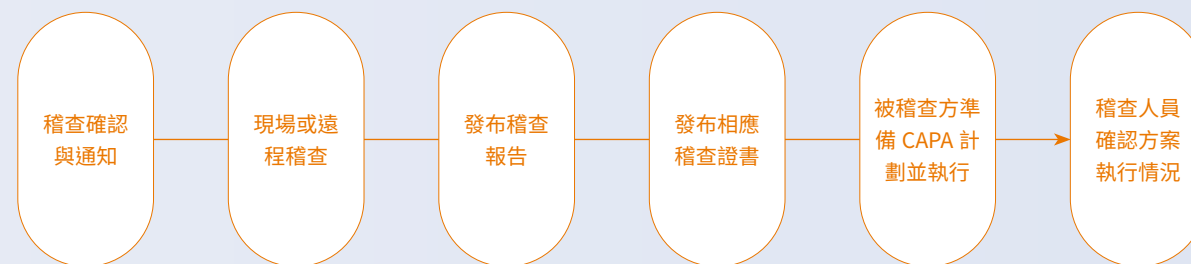 稽查確認
與通知
現場或遠
程稽查
發布稽查
報告
發布相應
稽查證書
被稽查方準
備 CAPA 計
劃並執行
稽查人員
確認方案
執行情況